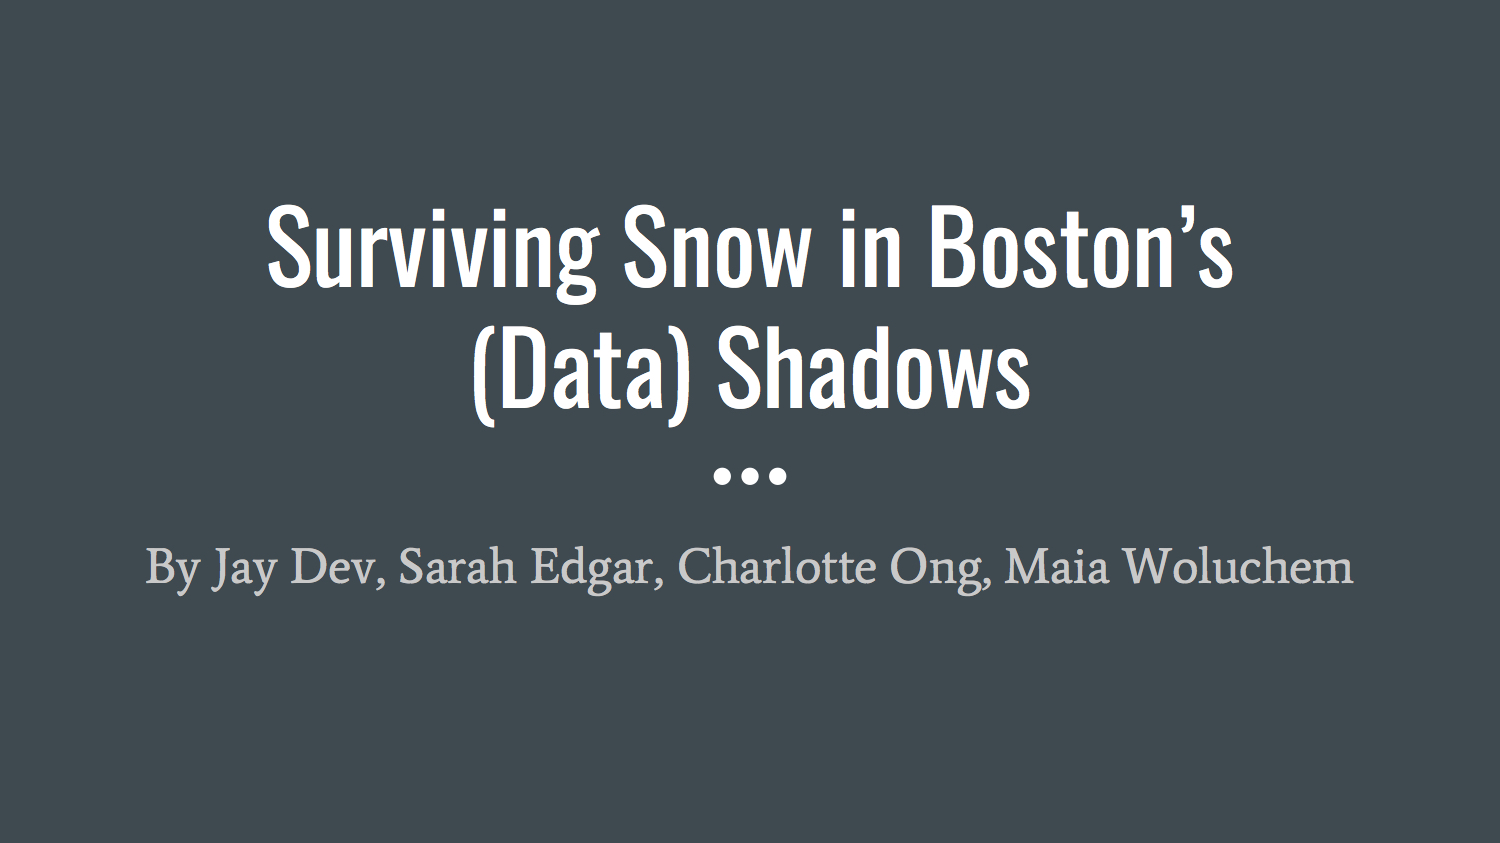 Surviving Snow in Boston’s
(Data) Shadows
By Jay Dev, Sarah Edgar, Charlotte Ong, Maia Woluchem